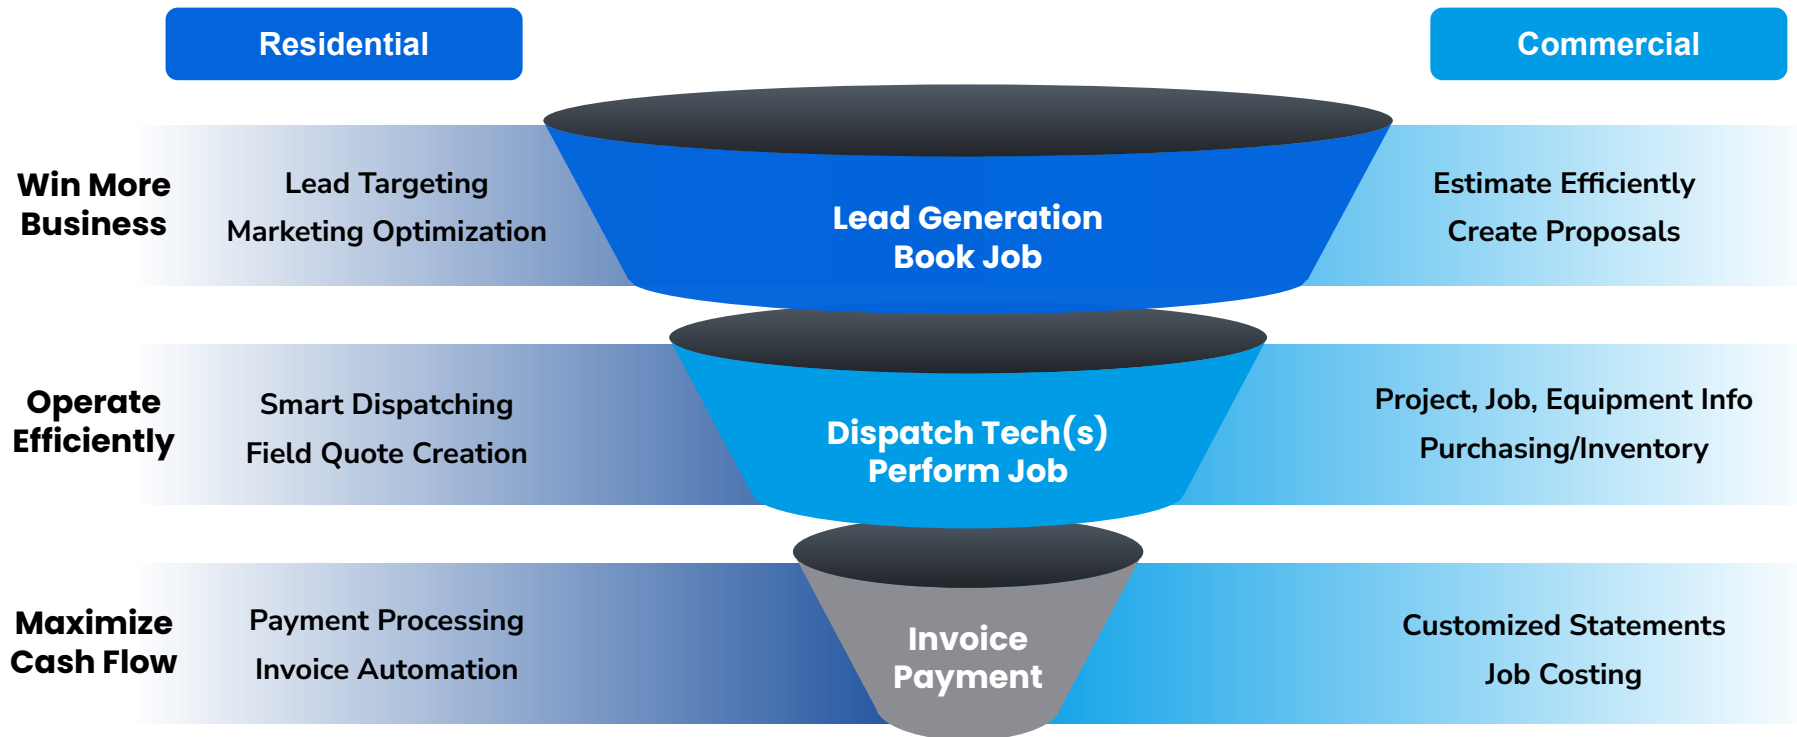 Residential
Commercial
Win More
Business
Lead Targeting
Marketing Optimization
Lead Generation
Book Job
Estimate Efficiently
Create Proposals
Operate
Efficiently
Smart Dispatching
Field Quote Creation
Dispatch Tech(s)
Perform Job
Project, Job, Equipment Info
Purchasing/Inventory
Maximize
Cash Flow
Payment Processing
Invoice Automation
Invoice
Payment
Customized Statements
Job Costing